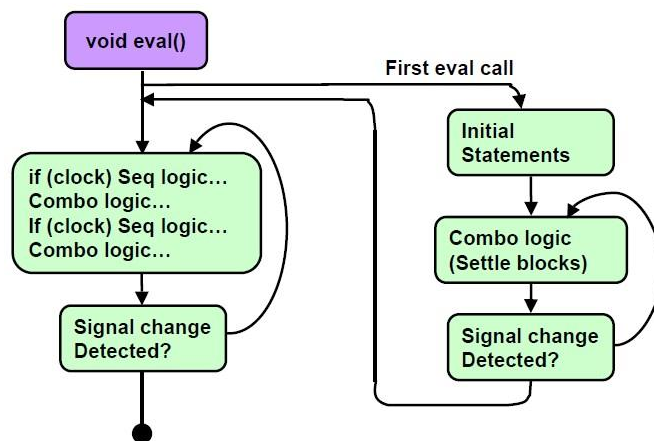 void eval()
First eval call
Initial
Statements
if (clock) Seq logic…
Combo logic…
If (clock) Seq logic…
Combo logic…
Combo logic
(Settle blocks)
Signal change
Detected?
Signal change
Detected?